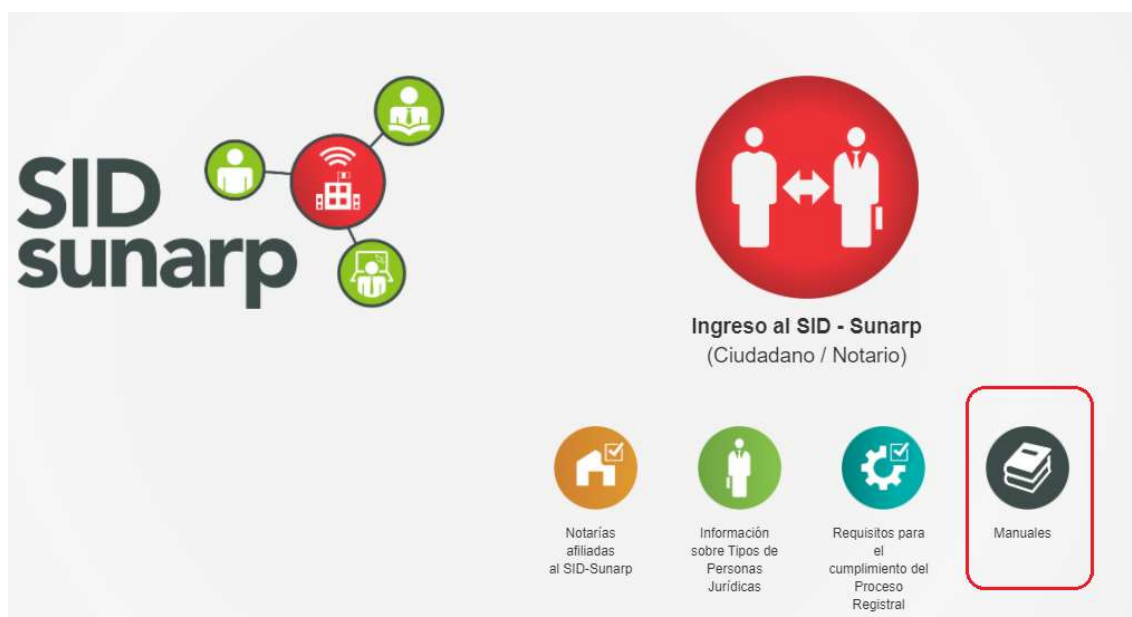 SID
sunarp
Ingreso al SID - Sunarp
(Ciudadano / Notario)
Notarías
afiliadas
al SID-Sunarp
Información
sobre Tipos de
Personas
Jurídicas
Requisitos para
el
cumplimiento del
Proceso
Registral
Manuales